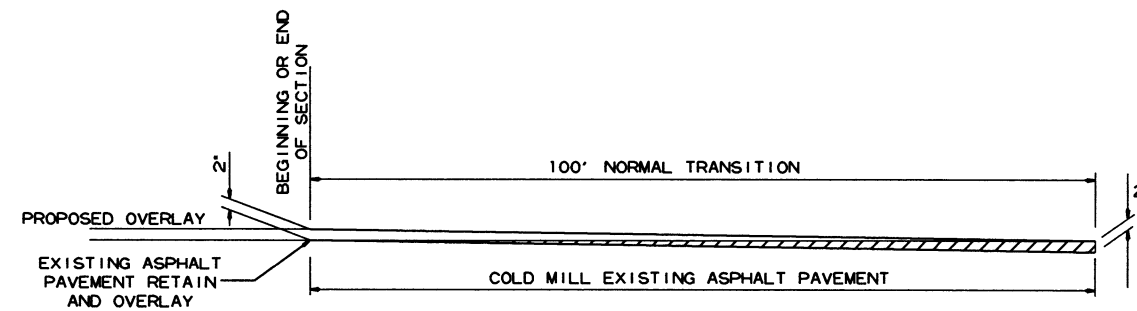 BEGINNING OR END
OF SECTION
2"
100' NORMAL TRANSITION
2
PROPOSED OVERLAY
EXISTING ASPHALT
PAVEMENT RETAIN
AND OVERLAY
COLD MILL EXISTING ASPHALT PAVEMENT